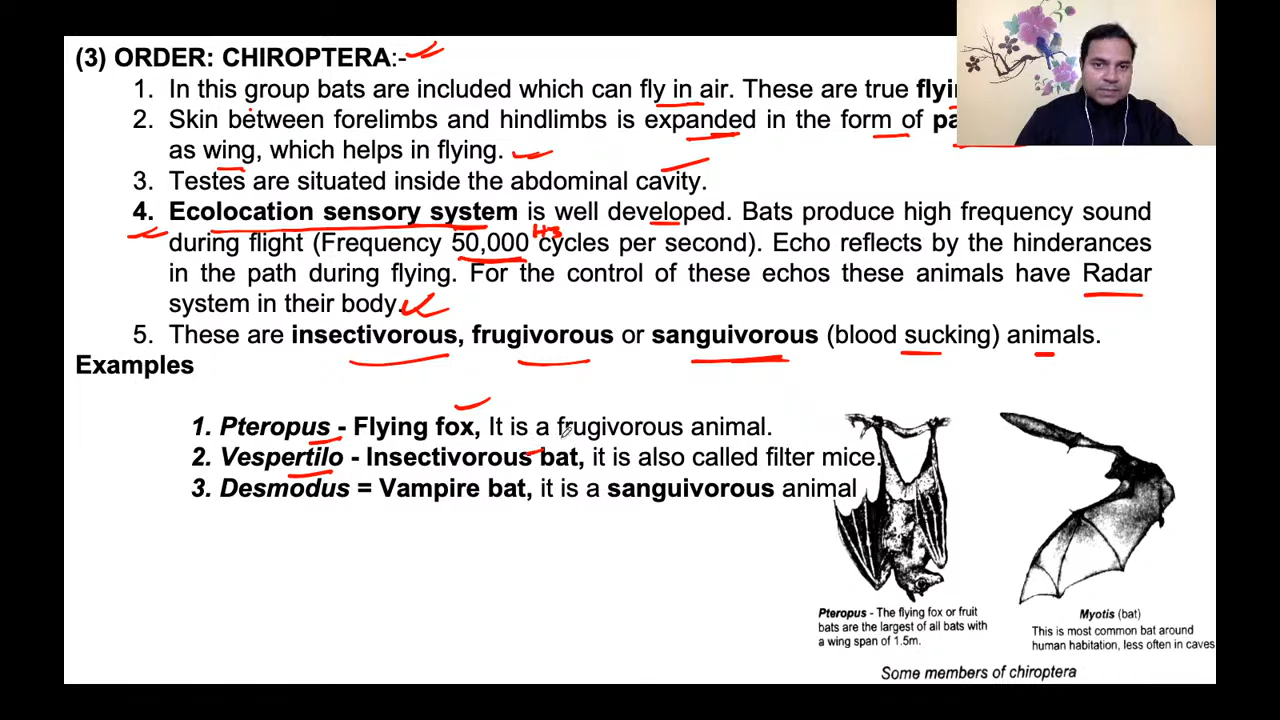 (3) ORDER: CHIROPTERA:-
1. In this group bats are included which can fly in air. These are true
2. Skin between forelimbs and hindlimbs is expanded in the form of
as wing, which helps in flying.
3. Testes are situated inside the abdominal cavity.
4. Ecolocation sensory system is well developed. Bats produce high frequency sound
Hz
during flight (Frequency 50,000 cycles per second). Echo reflects by the hinderances
in the path during flying. For the control of these echos these animals have Radar
system in their body.
5. These are insectivorous, frugivorous or sanguivorous (blood sucking) animals.
Examples
1. Pteropus - Flying fox, It is a frugivorous animal.
2. Vespertilo - Insectivorous bat, it is also called filter mice.
3. Desmodus = Vampire bat, it is a sanguivorous animal
Pteropus - The flying fox or fruit
bats are the largest of all bats with
a wing span of 1.5m.
Myotis (bat)
This is most common bat around
human habitation, less often in caves
Some members of chiroptera